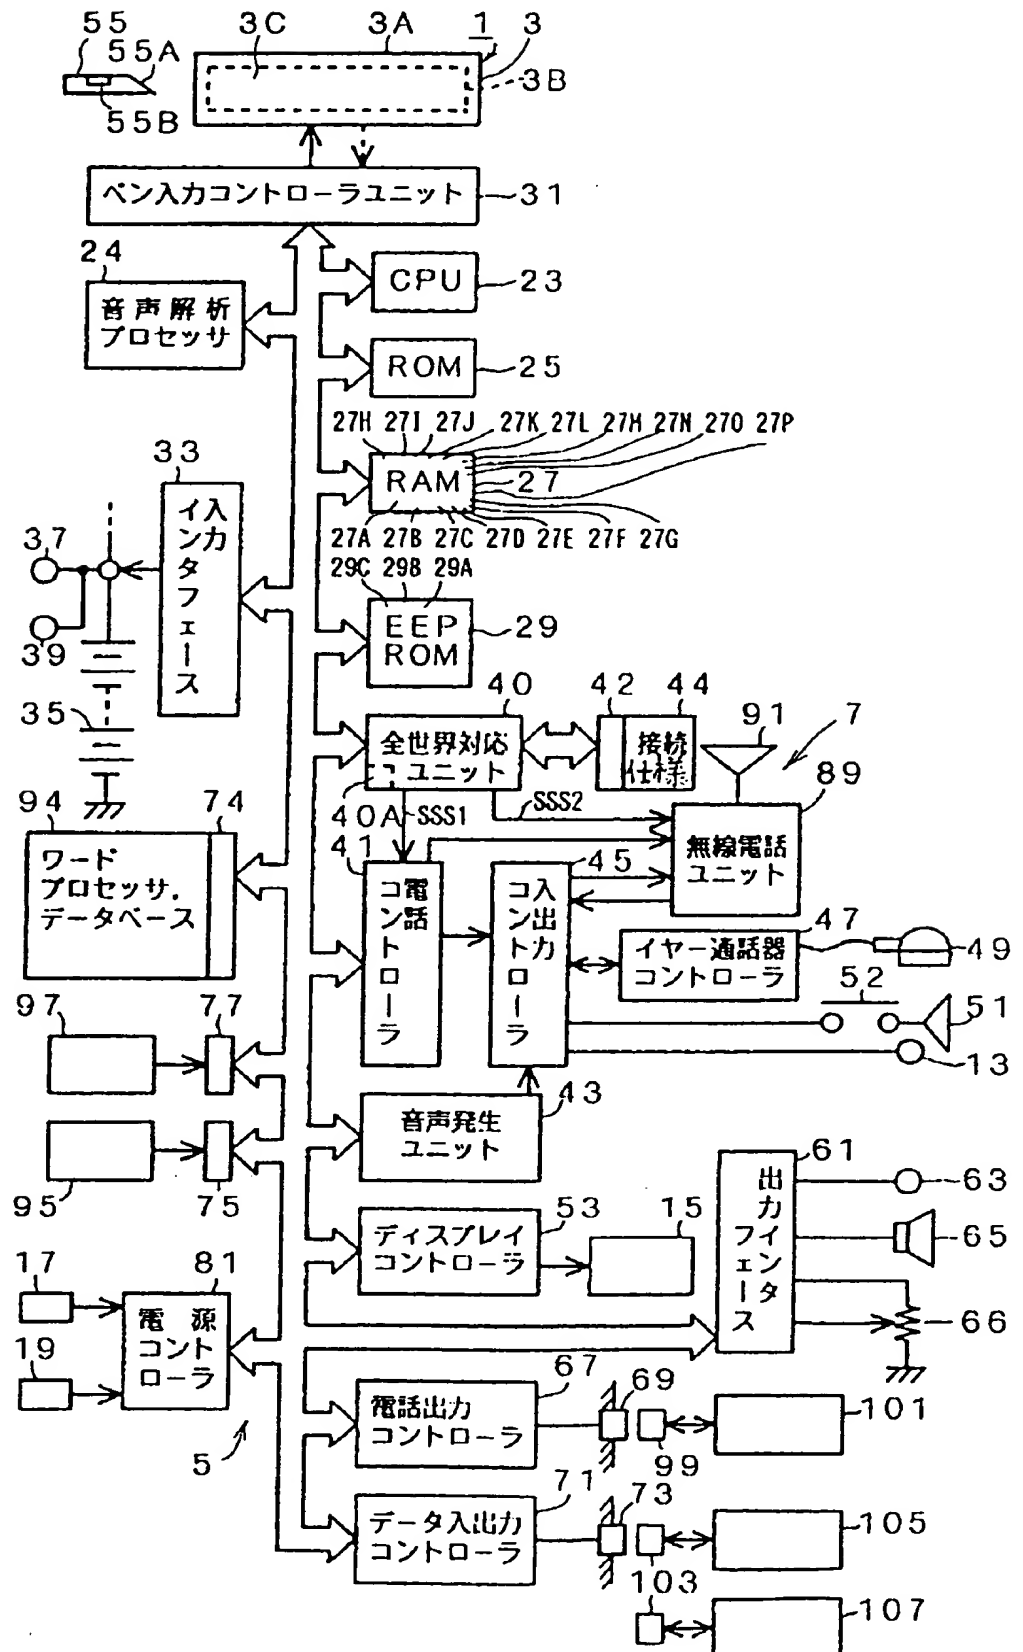 55
55A
55B
3C
3A
1
3
3B
ペン入力コントローラユニット
31
24
音声解析
プロセッサ
CPU
23
ROM
25
27H 27I 27J 27K 27L 27M 27N 27O 27P
RAM
27
27A 27B 27C 27D 27E 27F 27G
33
入力
インタフェース
37
39
35
29C 29B 29A
EEP
ROM
29
40
42
44
91
7
全世界対応
ユニット
接続
仕様
89
40A
SSS1
SSS2
無線電話
ユニット
94
74
ワード
プロセッサ.
データベース
41
電話
コントローラ
45
入出力
コントローラ
47
イヤー通話器
コントローラ
49
52
51
13
97
77
43
音声発生
ユニット
95
75
61
出力
インタフェース
63
65
66
53
ディスプレイ
コントローラ
15
17
81
19
電源
コント
ローラ
5
67
電話出力
コントローラ
69
99
101
71
データ入出力
コントローラ
73
103
105
107